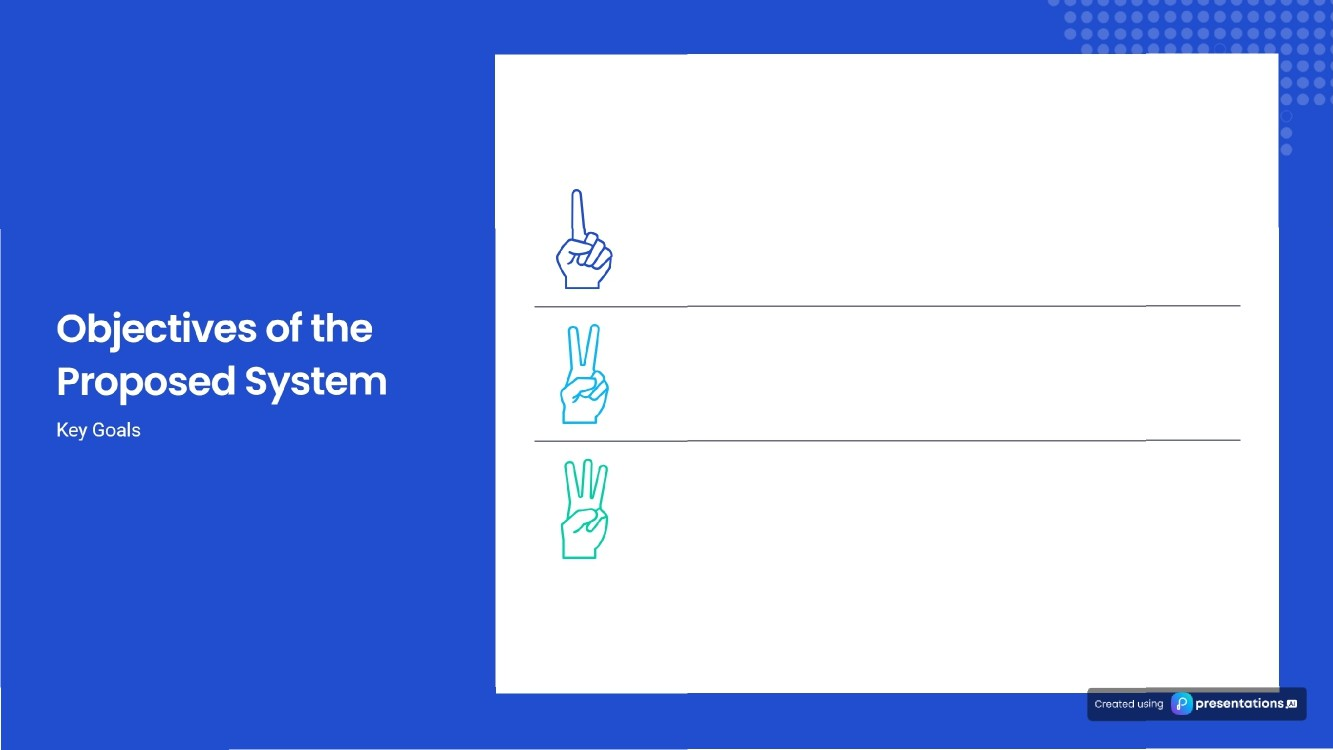 Objectives of the
Proposed System
Key Goals
Created using presentations.AI